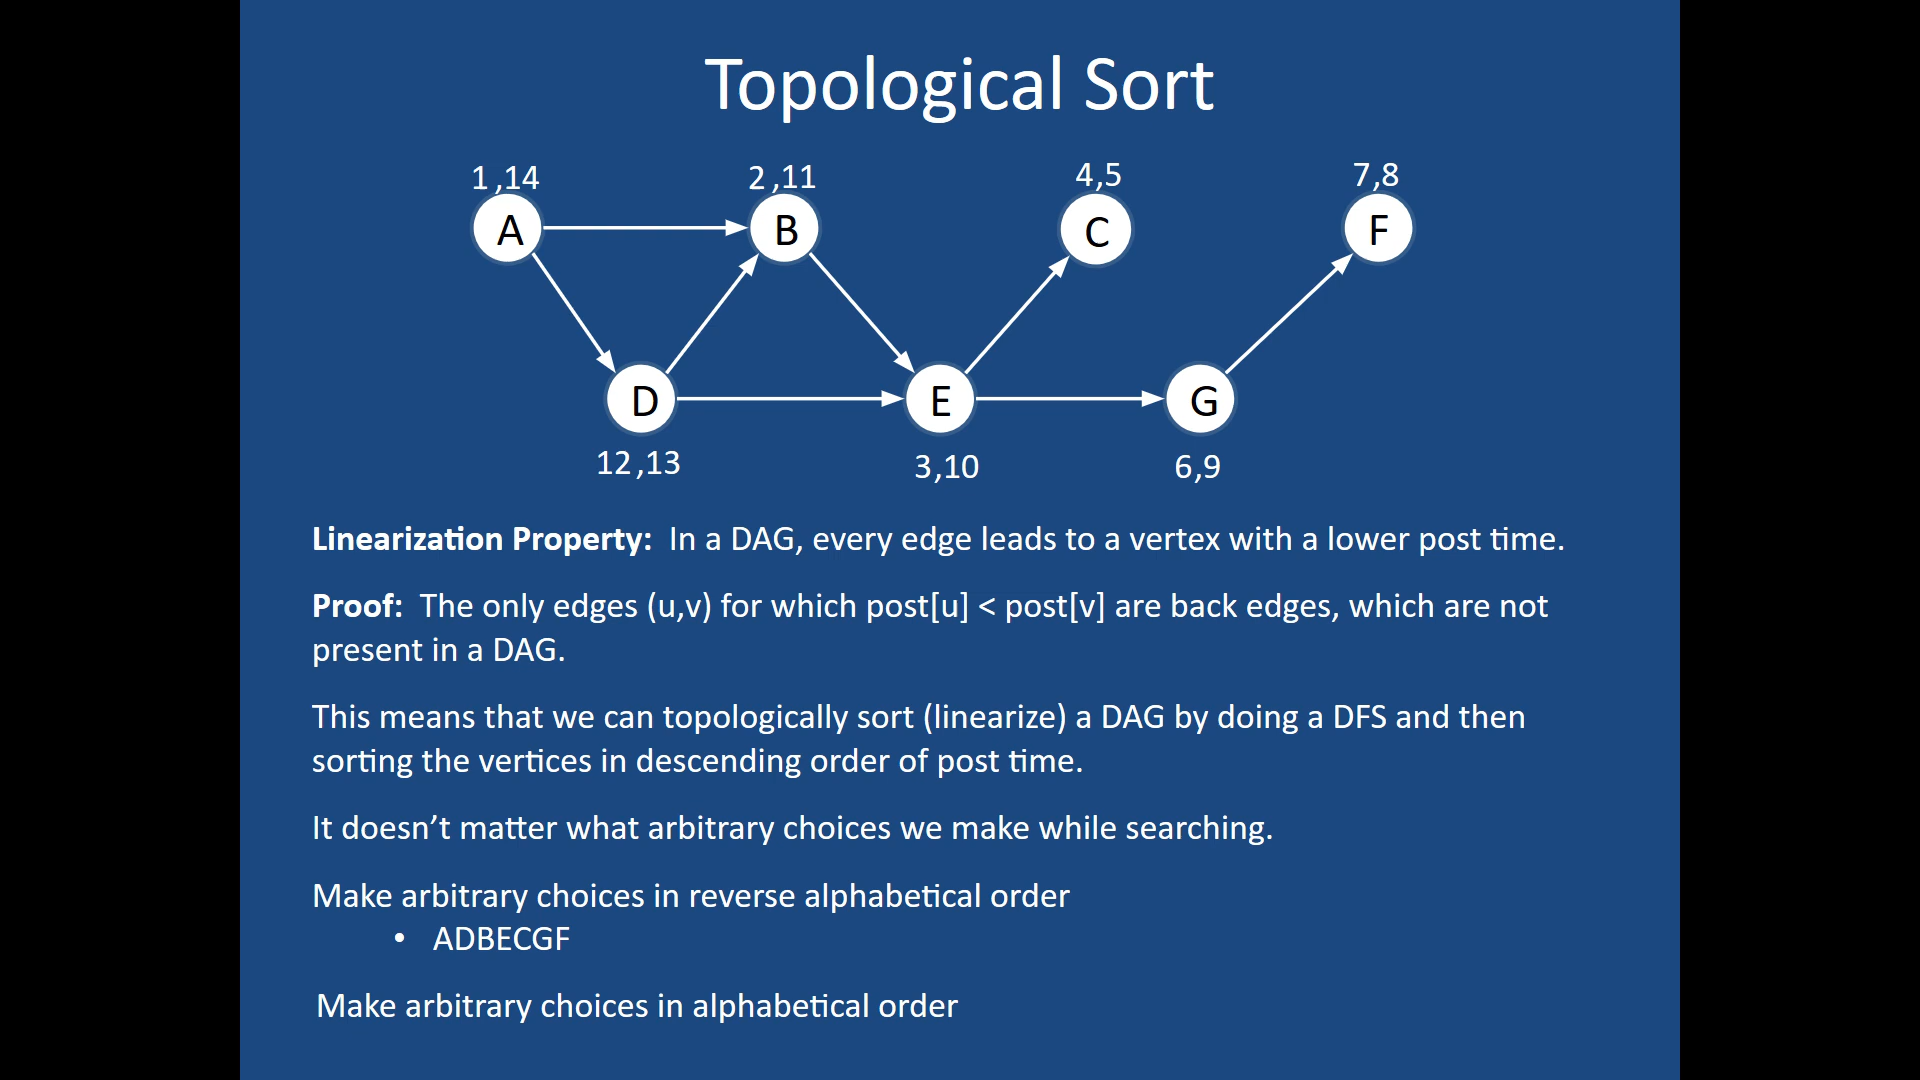 Topological Sort
1,14
2,11
4,5
7,8
A
B
C
F
D
E
G
12,13
3,10
6,9
Linearization Property: In a DAG, every edge leads to a vertex with a lower post time.
Proof: The only edges (u,v) for which post[u] < post[v] are back edges, which are not
present in a DAG.
This means that we can topologically sort (linearize) a DAG by doing a DFS and then
sorting the vertices in descending order of post time.
It doesn’t matter what arbitrary choices we make while searching.
Make arbitrary choices in reverse alphabetical order
• ADBECGF
Make arbitrary choices in alphabetical order